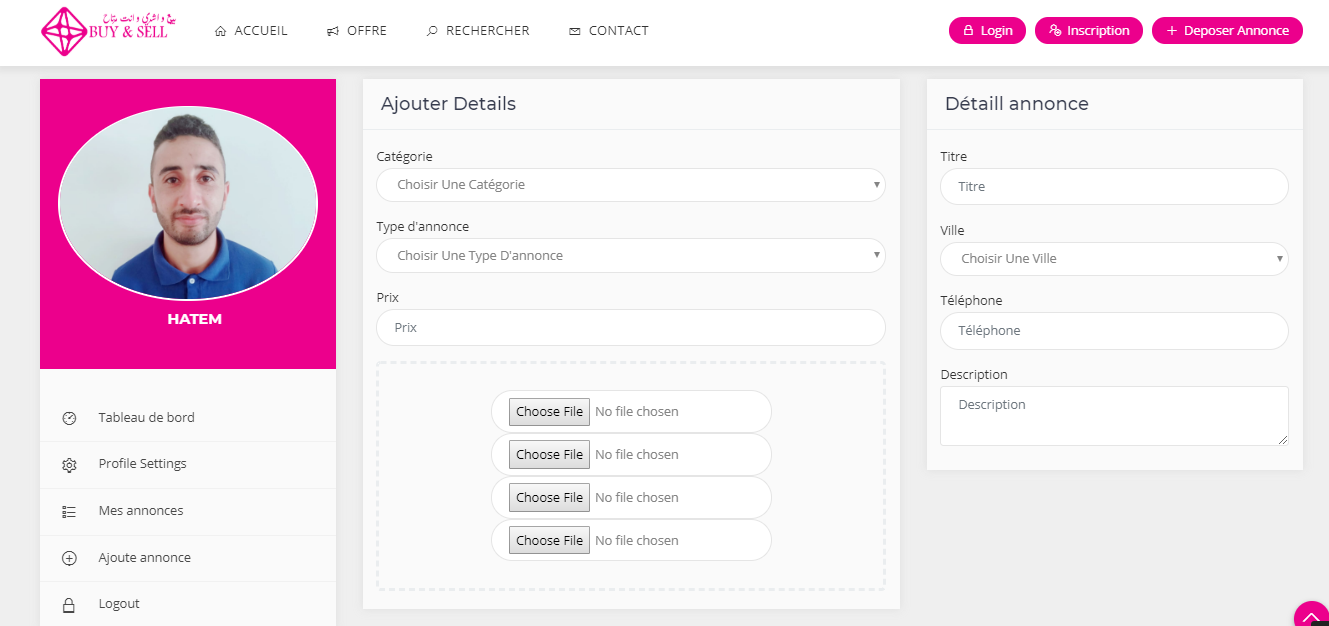 بيع و اشري و انت مرتاح
BUY & SELL
ACCUEIL
OFFRE
RECHERCHER
CONTACT
Login
Inscription
Deposer Annonce
HATEM
Tableau de bord
Profile Settings
Mes annonces
Ajoute annonce
Logout
Ajouter Details
Catégorie
Choisir Une Catégorie
Type d'annonce
Choisir Une Type D'annonce
Prix
Prix
Choose File No file chosen
Choose File No file chosen
Choose File No file chosen
Choose File No file chosen
Détaill annonce
Titre
Titre
Ville
Choisir Une Ville
Téléphone
Téléphone
Description
Description